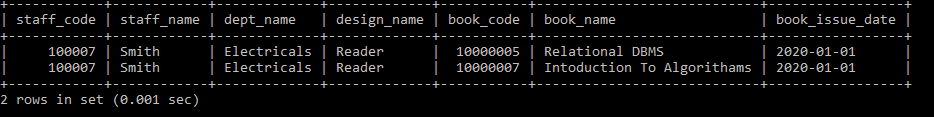 +------------+------------+-------------+-------------+-----------+----------------------------+-----------------+
| staff_code | staff_name | dept_name | design_name | book_code | book_name | book_issue_date |
+------------+------------+-------------+-------------+-----------+----------------------------+-----------------+
| 100007 | Smith | Electricals | Reader | 10000005 | Relational DBMS | 2020-01-01 |
| 100007 | Smith | Electricals | Reader | 10000007 | Intoduction To Algorithams | 2020-01-01 |
+------------+------------+-------------+-------------+-----------+----------------------------+-----------------+
2 rows in set (0.001 sec)